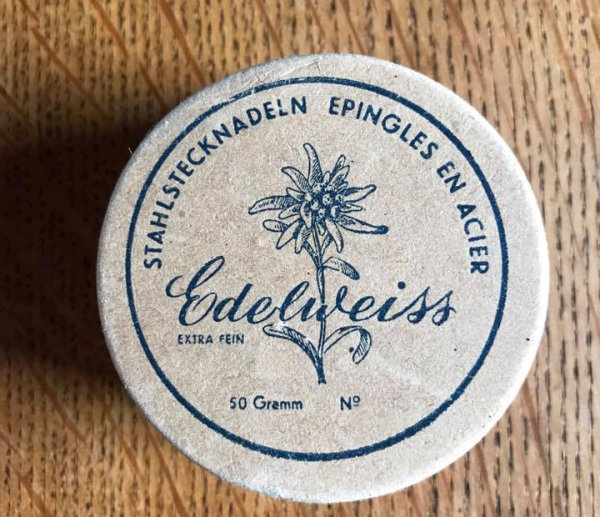 STAHLSTECKNADELN EPINGLES EN ACIER
Edelweiss
EXTRA FEIN
50 Gramm Nº